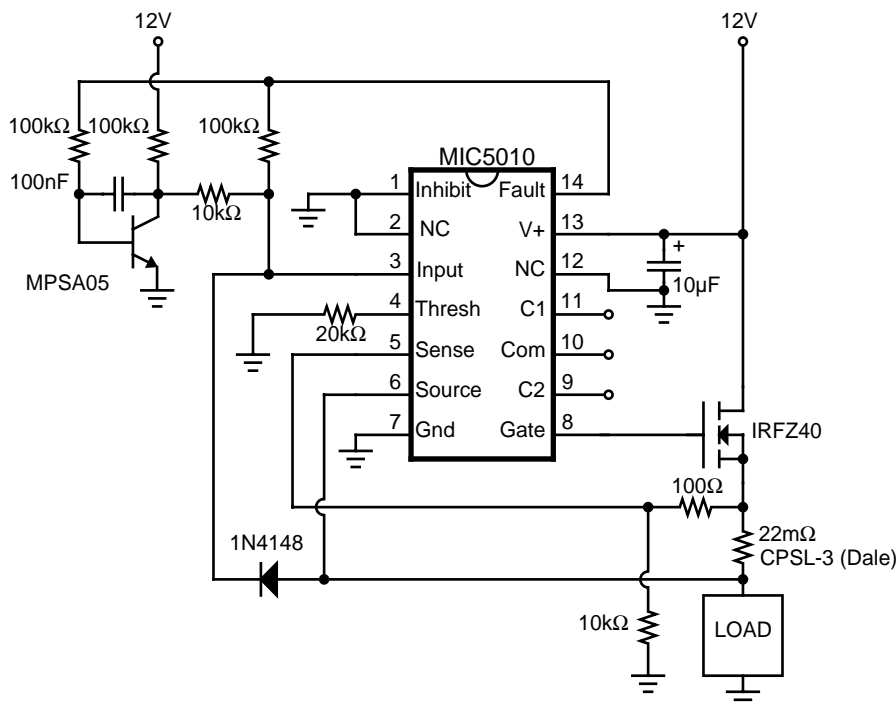 12V
12V
100kΩ
100kΩ
100kΩ
MIC5010
100nF
10kΩ
MPSA05
1 Inhibit Fault 14
2 NC V+ 13
3 Input NC 12
4 Thresh C1 11
5 Sense Com 10
6 Source C2 9
7 Gnd Gate 8
+
10µF
20kΩ
IRFZ40
100Ω
22mΩ
CPSL-3 (Dale)
1N4148
10kΩ
LOAD